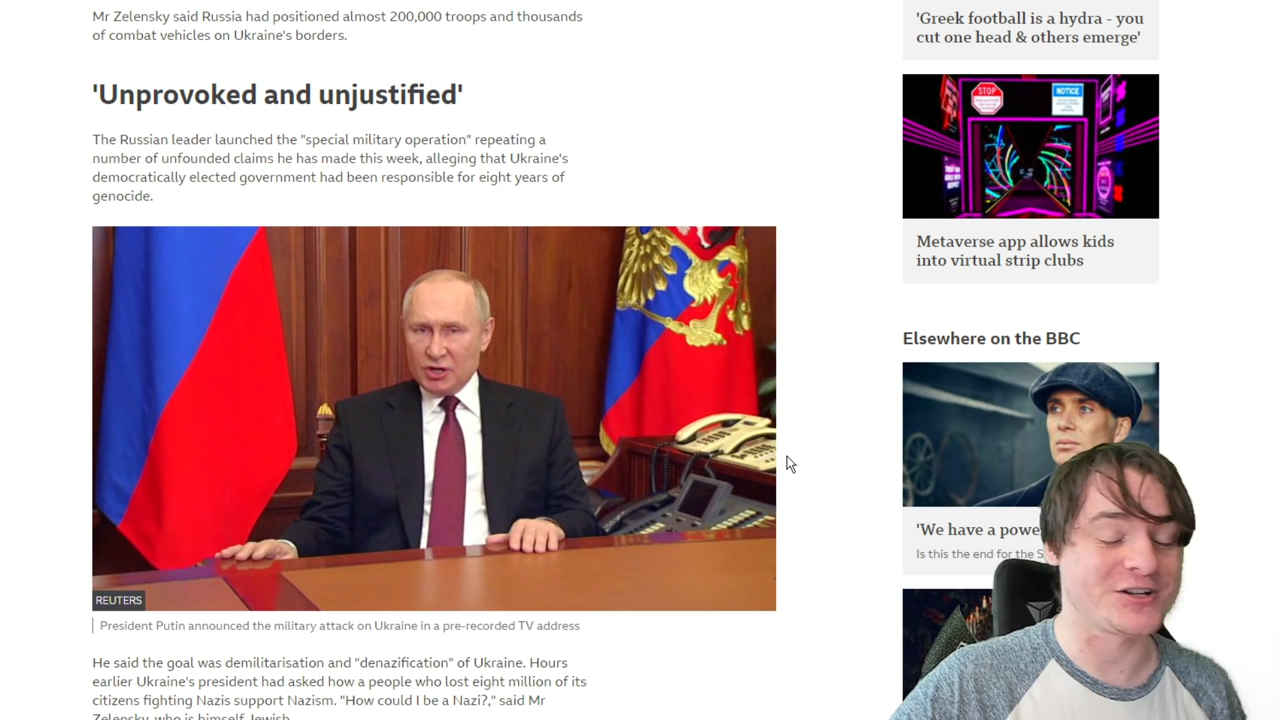 Mr Zelensky said Russia had positioned almost 200,000 troops and thousands
of combat vehicles on Ukraine's borders.
'Unprovoked and unjustified'
The Russian leader launched the "special military operation" repeating a
number of unfounded claims he has made this week, alleging that Ukraine's
democratically elected government had been responsible for eight years of
genocide.
REUTERS
President Putin announced the military attack on Ukraine in a pre-recorded TV address
He said the goal was demilitarisation and "denazification" of Ukraine. Hours
earlier Ukraine's president had asked how a people who lost eight million of its
citizens fighting Nazis support Nazism. "How could I be a Nazi?," said Mr
Zelensky, who is himself Jewish.
'Greek football is a hydra - you
cut one head & others emerge'
STOP
NOTICE
Metaverse app allows kids
into virtual strip clubs
Elsewhere on the BBC
'We have a powe
Is this the end for the S